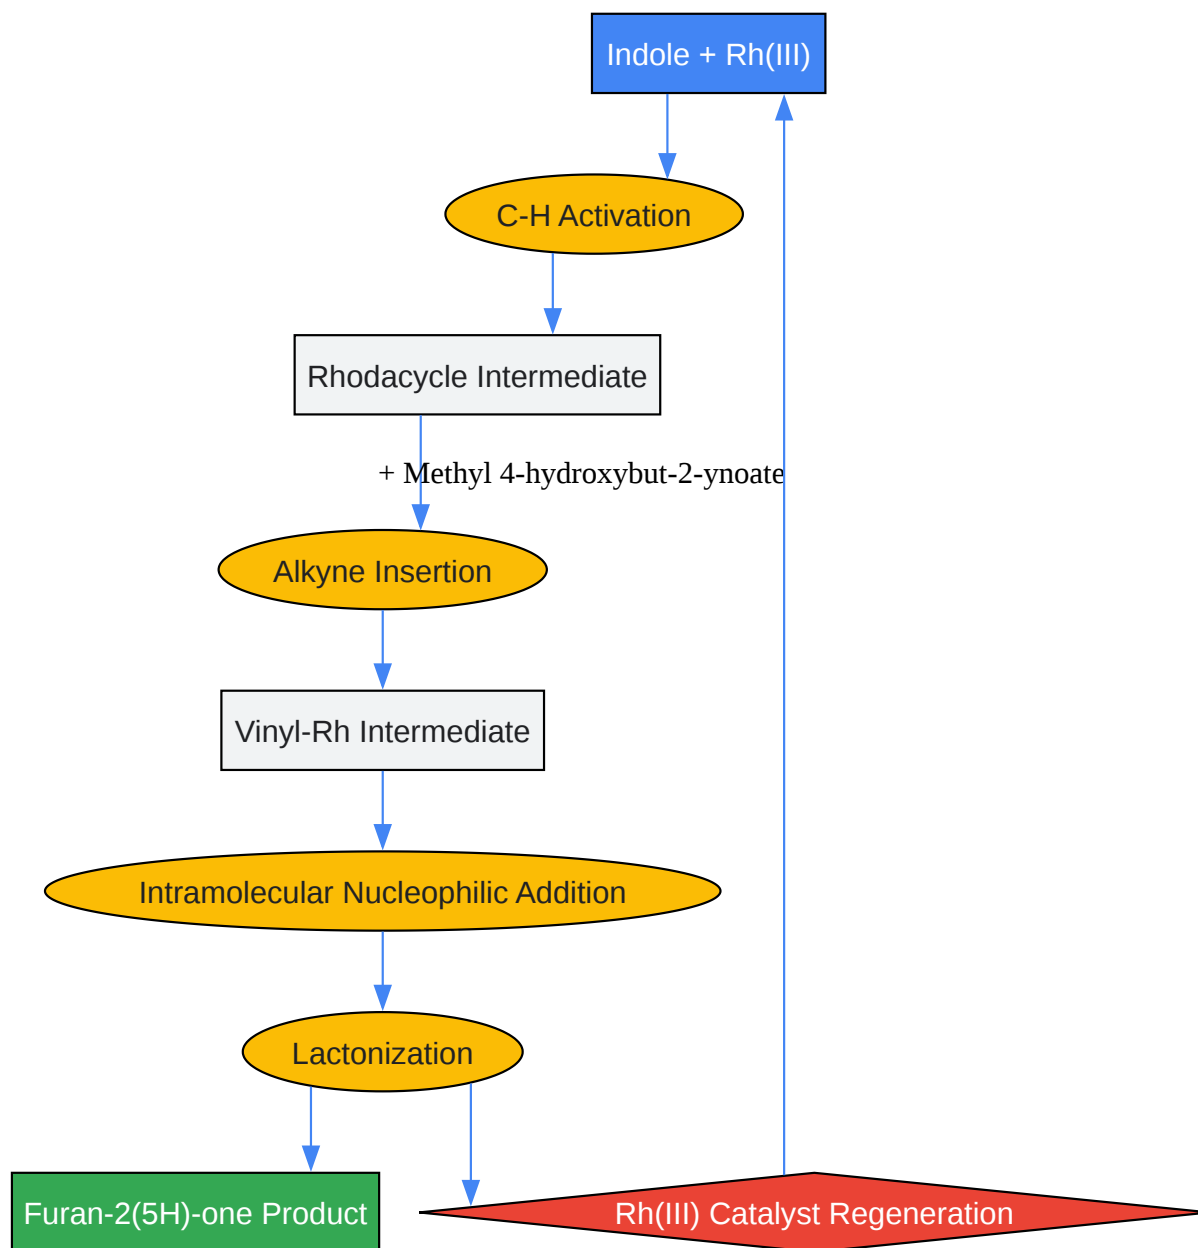 Indole + Rh(III)
C-H Activation
Rhodacycle Intermediate
+ Methyl 4-hydroxybut-2-ynoate
Alkyne Insertion
Vinyl-Rh Intermediate
Intramolecular Nucleophilic Addition
Lactonization
Furan-2(5H)-one Product
Rh(III) Catalyst Regeneration